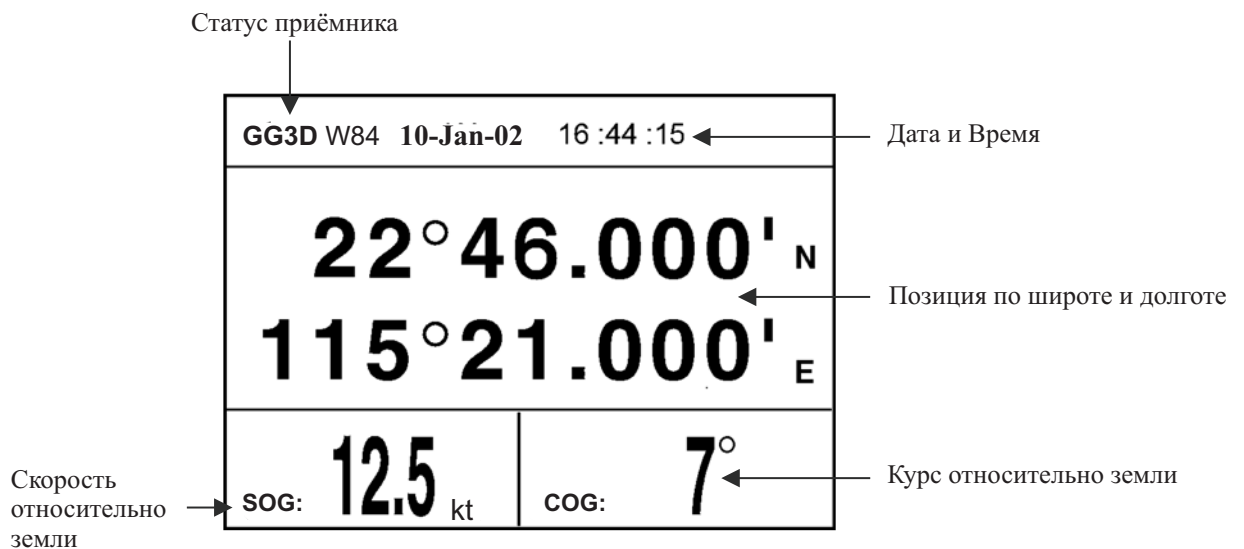 Статус приёмника
GG3D W84 10-Jan-02 16 :44 :15
Дата и Время
22°46.000' N
Позиция по широте и долготе
115°21.000' E
Скорость
относительно
земли
SOG: 12.5 kt
COG: 7°
Курс относительно земли